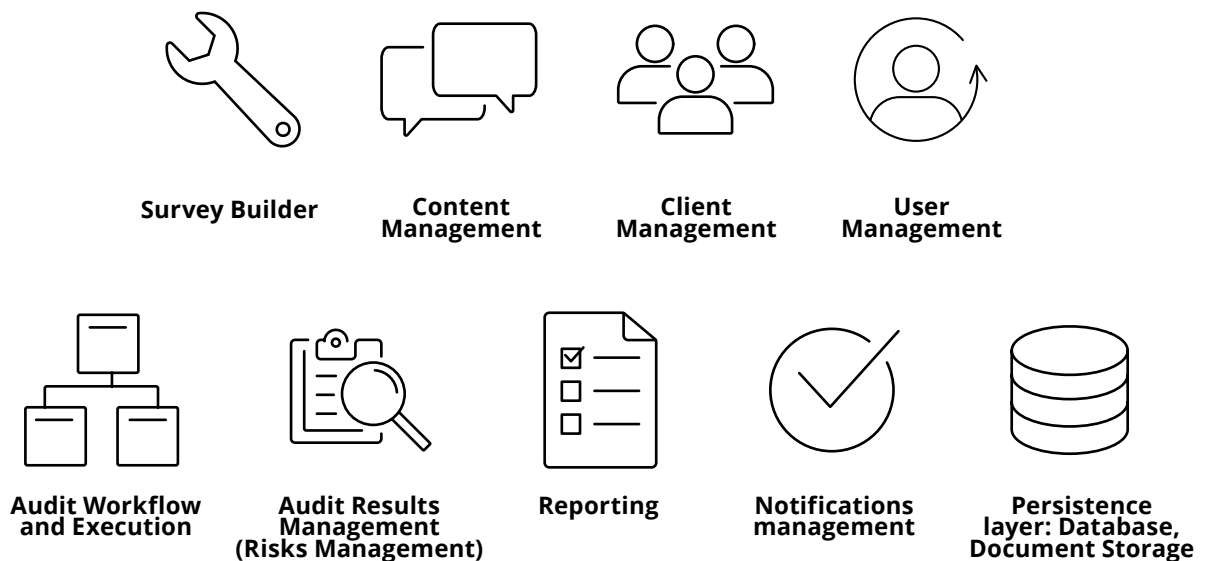 Survey Builder
Content
Management
Client
Management
User
Management
Audit Workflow
and Execution
Audit Results
Management
(Risks Management)
Reporting
Notifications
management
Persistence
layer: Database,
Document Storage